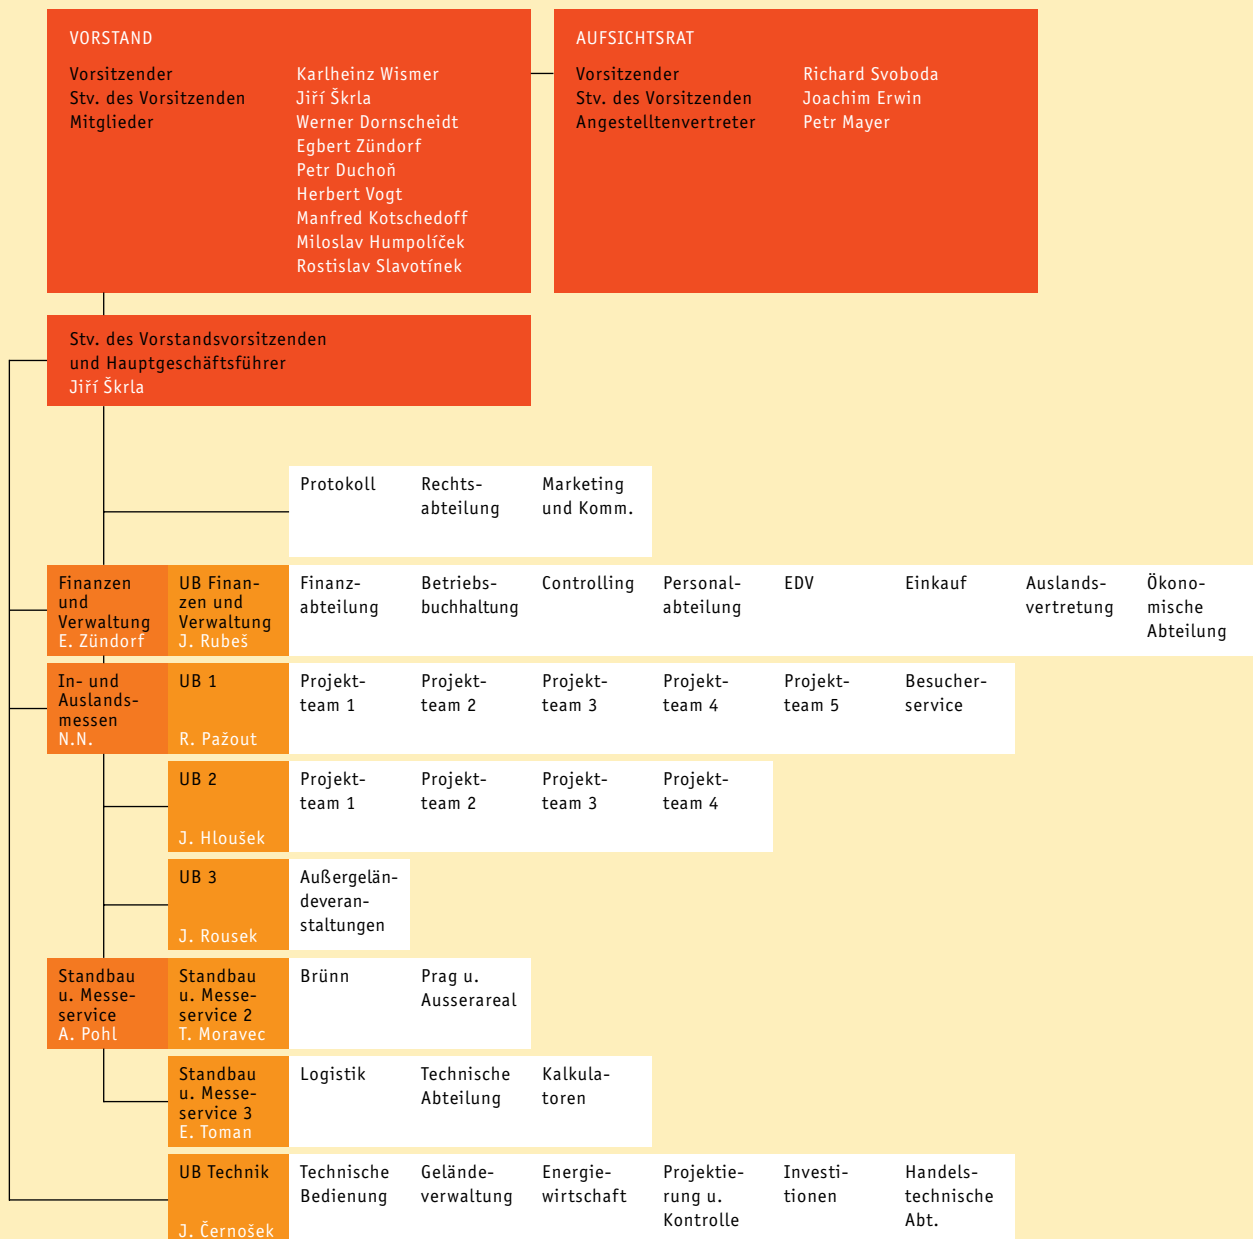 VORSTAND
Vorsitzender Karlheinz Wismer
Stv. des Vorsitzenden Jiří Škrla
Mitglieder Werner Dornscheidt
Egbert Zündorf
Petr Duchoň
Herbert Vogt
Manfred Kotschedoff
Miloslav Humpolíček
Rostislav Slavotínek
AUFSICHTSRAT
Vorsitzender Richard Svoboda
Stv. des Vorsitzenden Joachim Erwin
Angestelltenvertreter Petr Mayer
Stv. des Vorstandsvorsitzenden
und Hauptgeschäftsführer
Jiří Škrla
Protokoll
Rechts-
abteilung
Marketing
und Komm.
Finanzen
und
Verwaltung
E. Zündorf
UB Finan-
zen und
Verwaltung
J. Rubeš
Finanz-
abteilung
Betriebs-
buchhaltung
Controlling
Personal-
abteilung
EDV
Einkauf
Auslands-
vertretung
Ökono-
mische
Abteilung
In- und
Auslands-
messen
N.N.
UB 1
R. Pažout
Projekt-
team 1
Projekt-
team 2
Projekt-
team 3
Projekt-
team 4
Projekt-
team 5
Besucher-
service
UB 2
J. Hloušek
Projekt-
team 1
Projekt-
team 2
Projekt-
team 3
Projekt-
team 4
UB 3
J. Rousek
Außergelän-
deveran-
staltungen
Standbau
u. Messe-
service
A. Pohl
Standbau
u. Messe-
service 2
T. Moravec
Brünn
Prag u.
Ausserareal
Standbau
u. Messe-
service 3
E. Toman
Logistik
Technische
Abteilung
Kalkula-
toren
UB Technik
J. Černošek
Technische
Bedienung
Gelände-
verwaltung
Energie-
wirtschaft
Projektie-
rung u.
Kontrolle
Investi-
tionen
Handels-
technische
Abt.